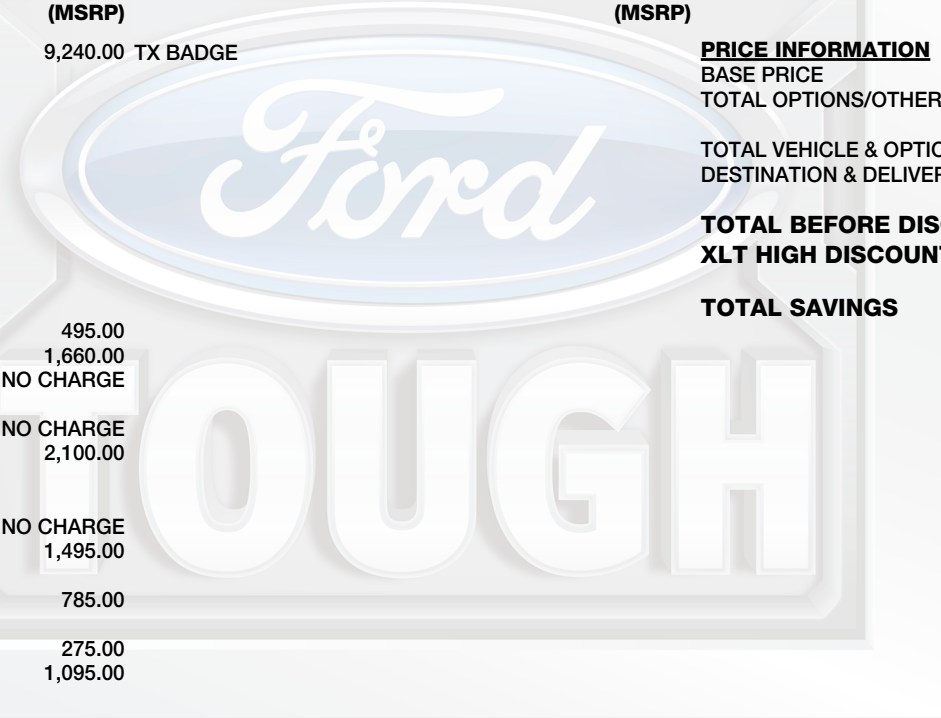 (MSRP)
(MSRP)
9,240.00 TX BADGE
495.00
1,660.00
NO CHARGE
NO CHARGE
2,100.00
NO CHARGE
1,495.00
785.00
275.00
1,095.00
PRICE INFORMATION
BASE PRICE
TOTAL OPTIONS/OTHER
TOTAL VEHICLE & OPTIO
DESTINATION & DELIVER
TOTAL BEFORE DIS
XLT HIGH DISCOUNT
TOTAL SAVINGS
Ford
TOUGH